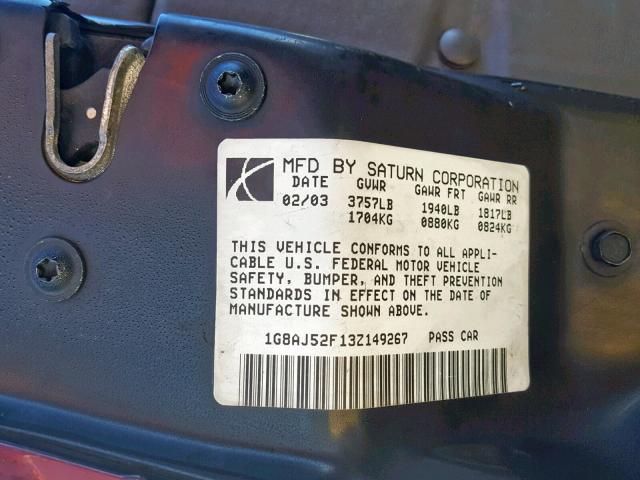 MFD BY SATURN CORPORATION
DATE GVWR GAWR FRT GAWR RR
02/03 3757LB 1940LB 1817LB
1704KG 0880KG 0824KG
THIS VEHICLE CONFORMS TO ALL APPLI-
CABLE U.S. FEDERAL MOTOR VEHICLE
SAFETY, BUMPER, AND THEFT PREVENTION
STANDARDS IN EFFECT ON THE DATE OF
MANUFACTURE SHOWN ABOVE.
1G8AJ52F13Z149267 PASS CAR